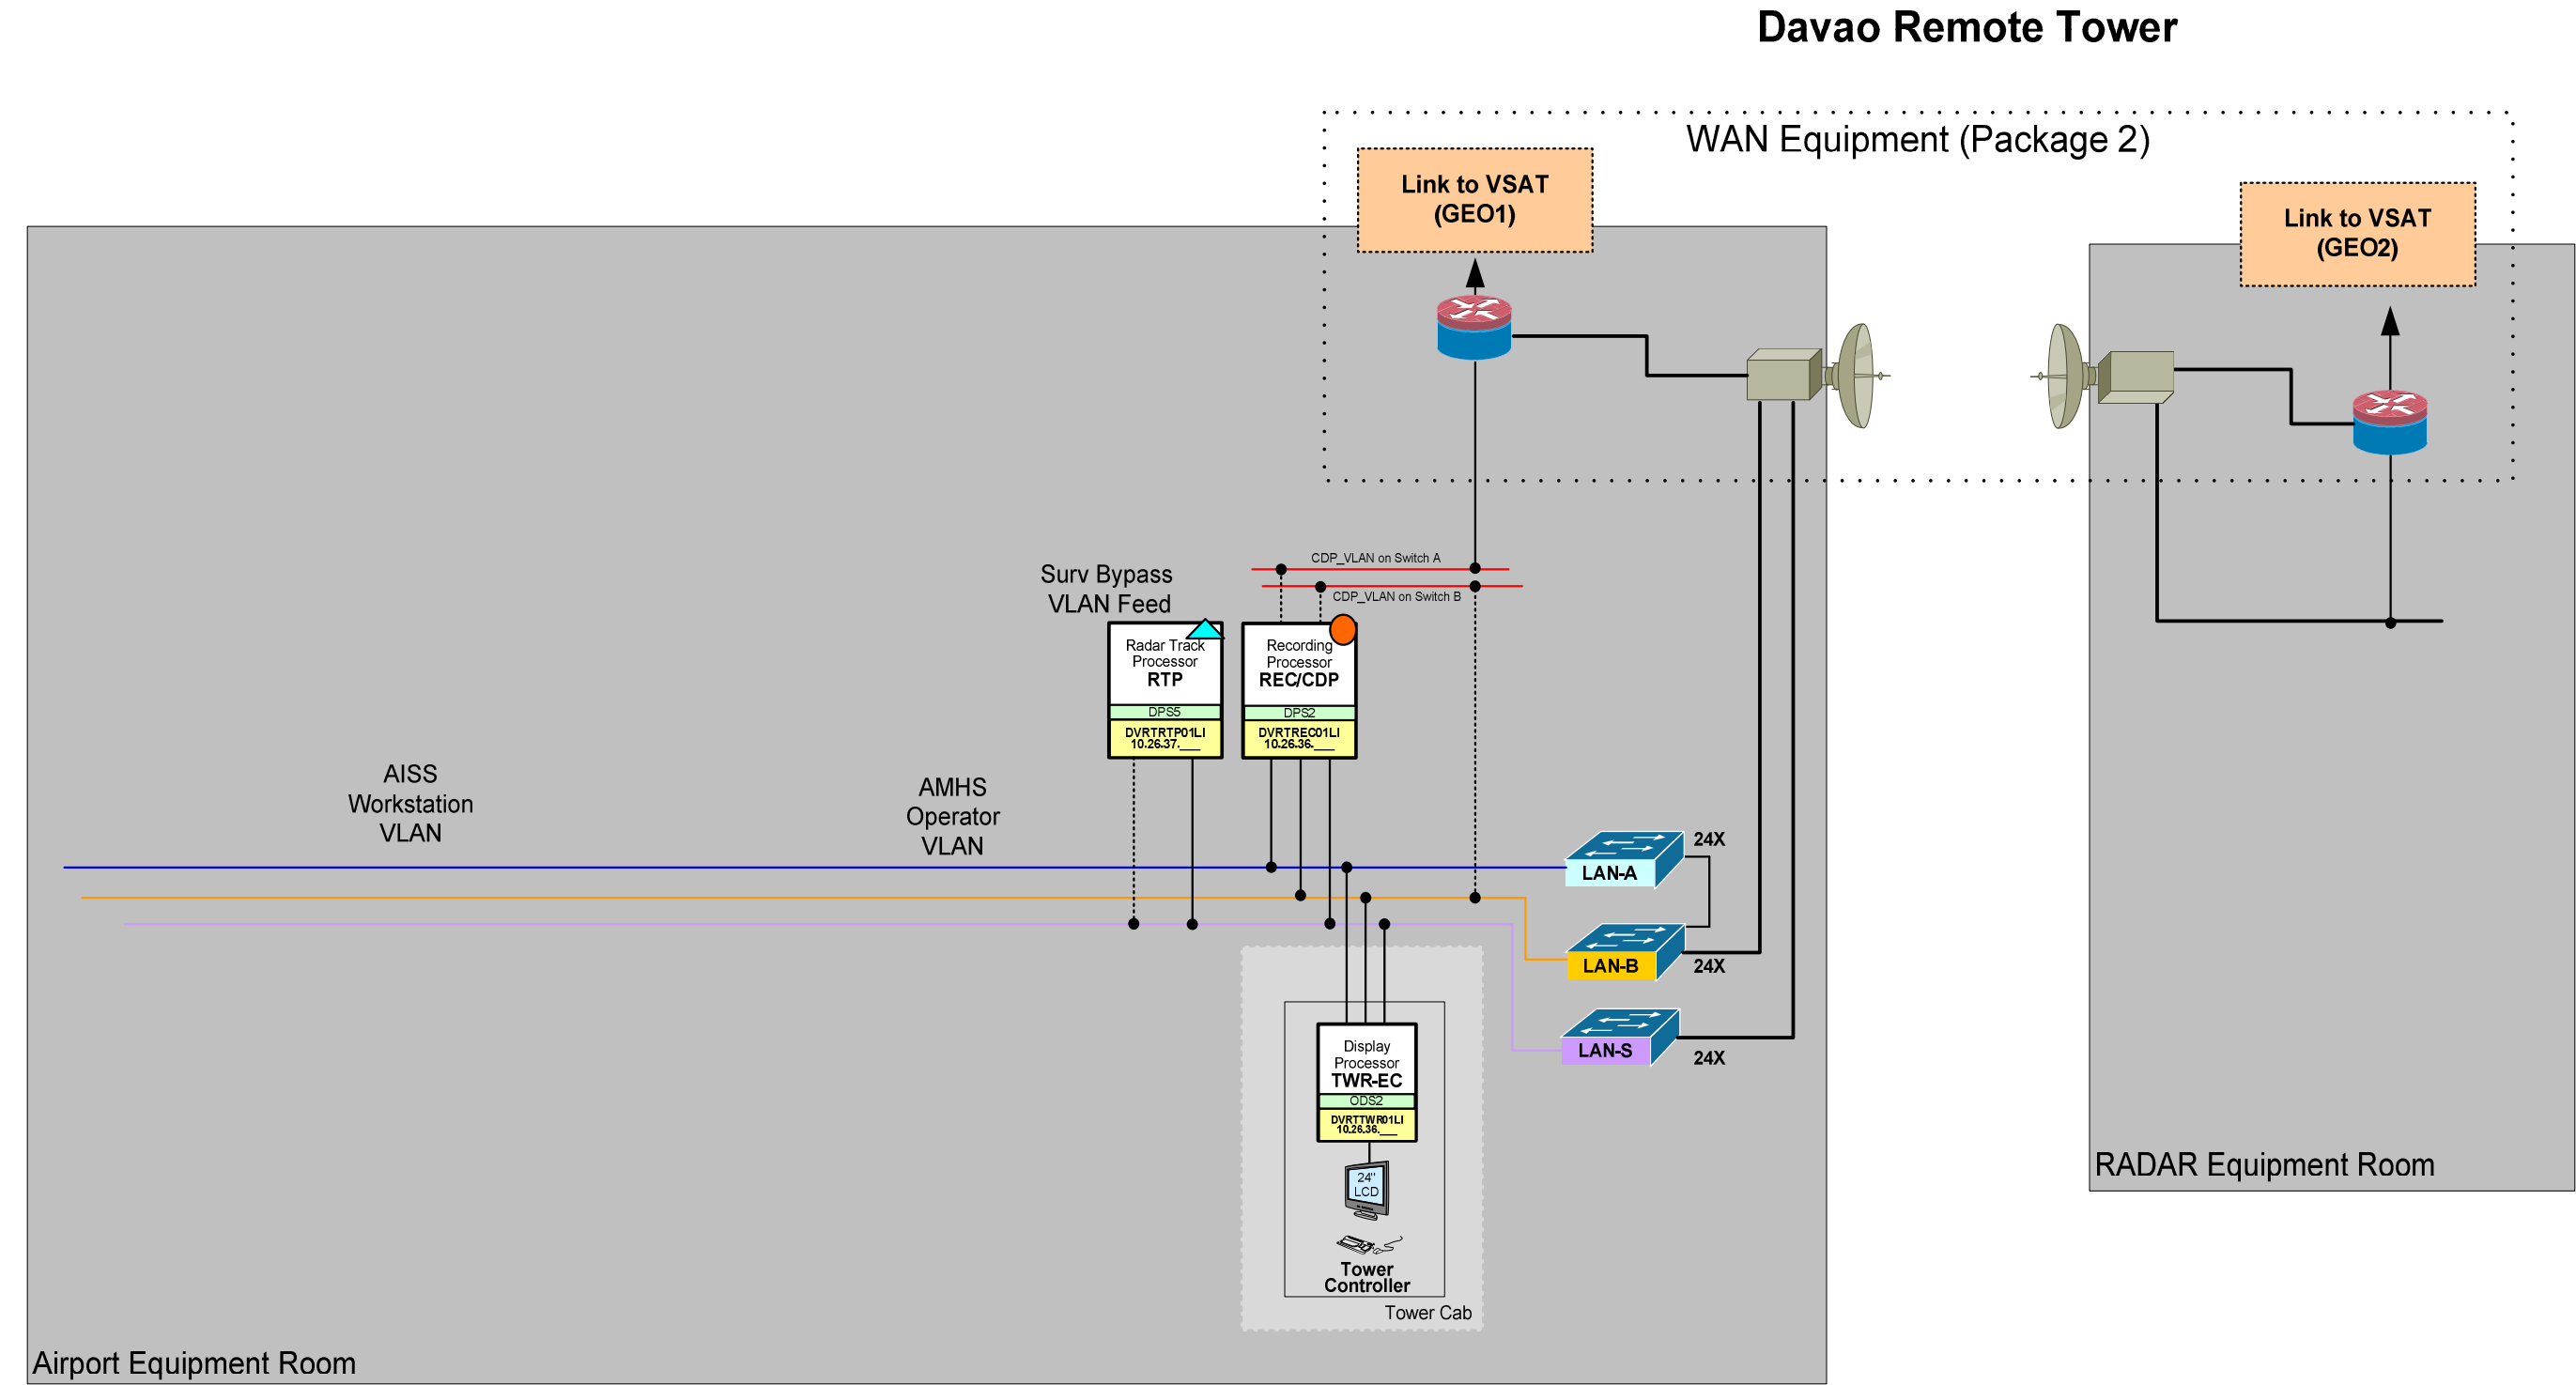 Davao Remote Tower
WAN Equipment (Package 2)
Link to VSAT
(GEO1)
Link to VSAT
(GEO2)
CDP_VLAN on Switch A
CDP_VLAN on Switch B
Surv Bypass
VLAN Feed
Radar Track
Processor
RTP
DPS5
DVRTRTP01LI
10.26.37.___
Recording
Processor
REC/CDP
DPS2
DVRTREC01LI
10.26.36.___
AISS
Workstation
VLAN
AMHS
Operator
VLAN
24X
LAN-A
LAN-B
24X
LAN-S
24X
Display
Processor
TWR-EC
ODS2
DVRTTWR01LI
10.26.36.___
24"
LCD
Tower
Controller
Tower Cab
Airport Equipment Room
RADAR Equipment Room